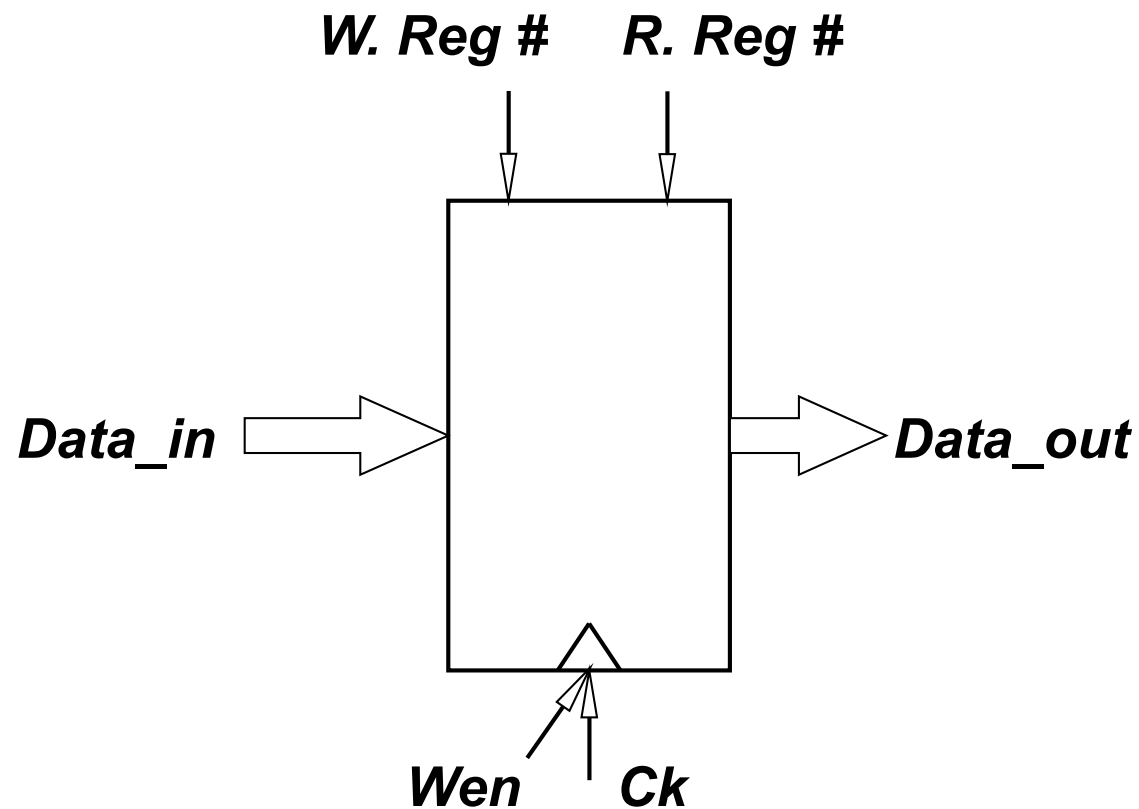 W. Reg # R. Reg #
Data_in Data_out
Wen Ck